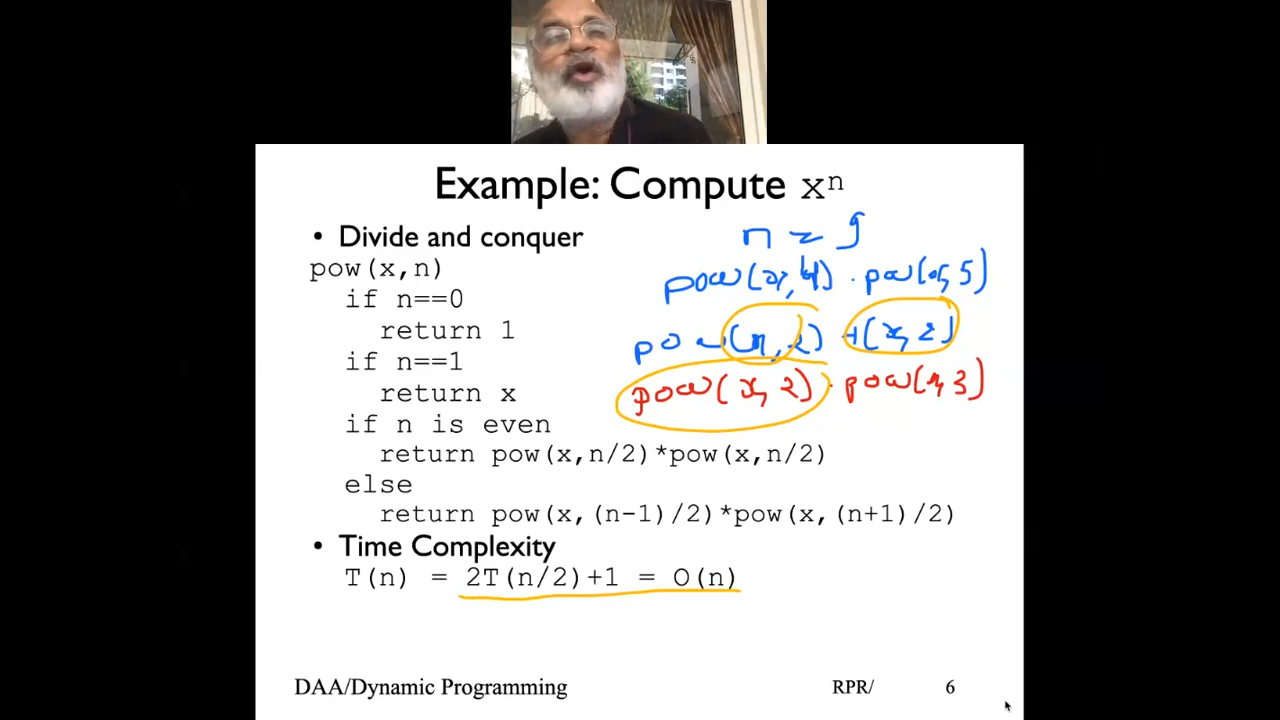 Example: Compute xⁿ
• Divide and conquer
n = 9
pow(x,n)
pow(x,4) . pow(x,5)
if n==0
return 1
pow(x,2) (x,2)
if n==1
return x
pow(x,2) . pow(x,3)
if n is even
return pow(x,n/2)*pow(x,n/2)
else
return pow(x,(n-1)/2)*pow(x,(n+1)/2)
• Time Complexity
T(n) = 2T(n/2)+1 = O(n)
DAA/Dynamic Programming
RPR/
6